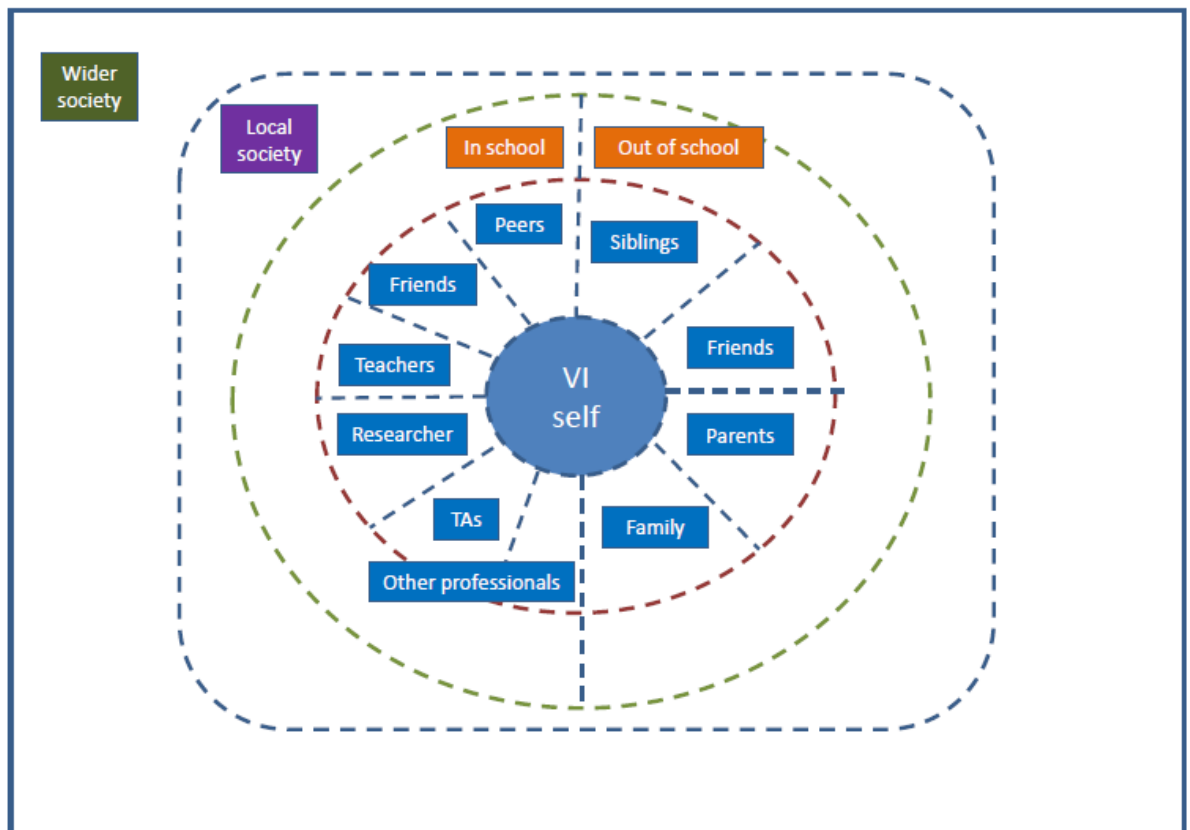 Wider
society
Local
society
In school
Out of school
Peers
Siblings
Friends
Friends
Teachers
VI
self
Researcher
Parents
TAs
Family
Other professionals